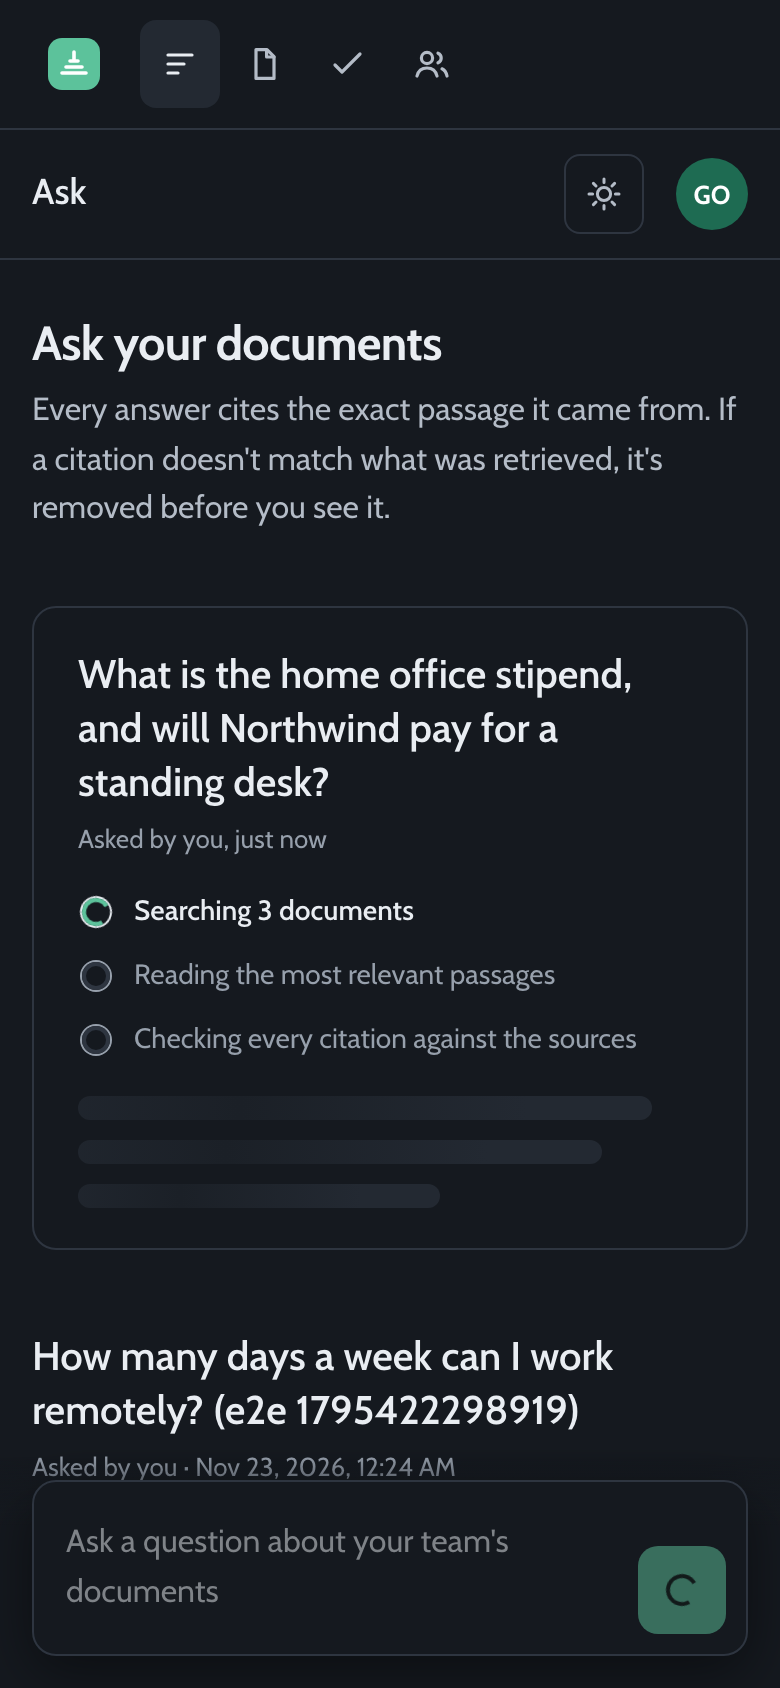 Ask
GO
Ask your documents
Every answer cites the exact passage it came from. If
a citation doesn't match what was retrieved, it's
removed before you see it.
What is the home office stipend,
and will Northwind pay for a
standing desk?
Asked by you, just now
Searching 3 documents
Reading the most relevant passages
Checking every citation against the sources
How many days a week can I work
remotely? (e2e 1795422298919)
Asked by you · Nov 23, 2026, 12:24 AM
Ask a question about your team's
documents